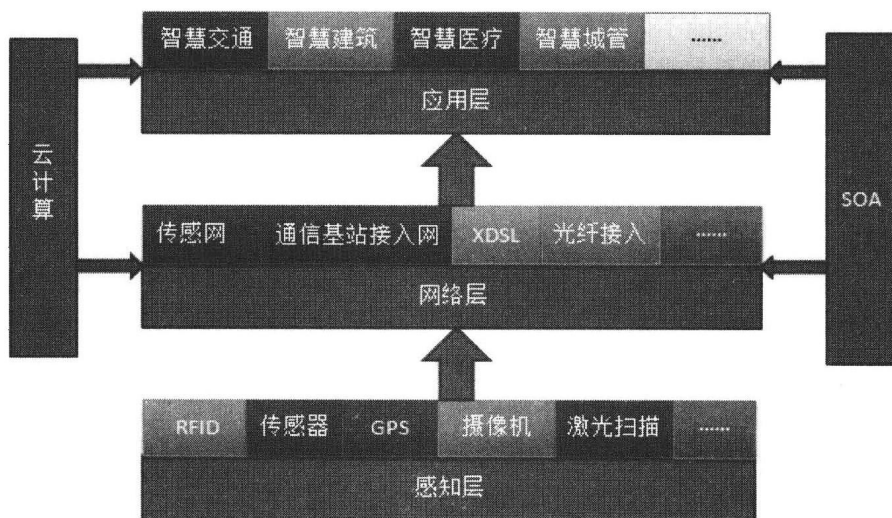 智慧交通 智慧建筑 智慧医疗 智慧城管 ......
应用层
云计算
SOA
传感网 通信基站接入网 XDSL 光纤接入 ......
网络层
RFID 传感器 GPS 摄像机 激光扫描 ......
感知层